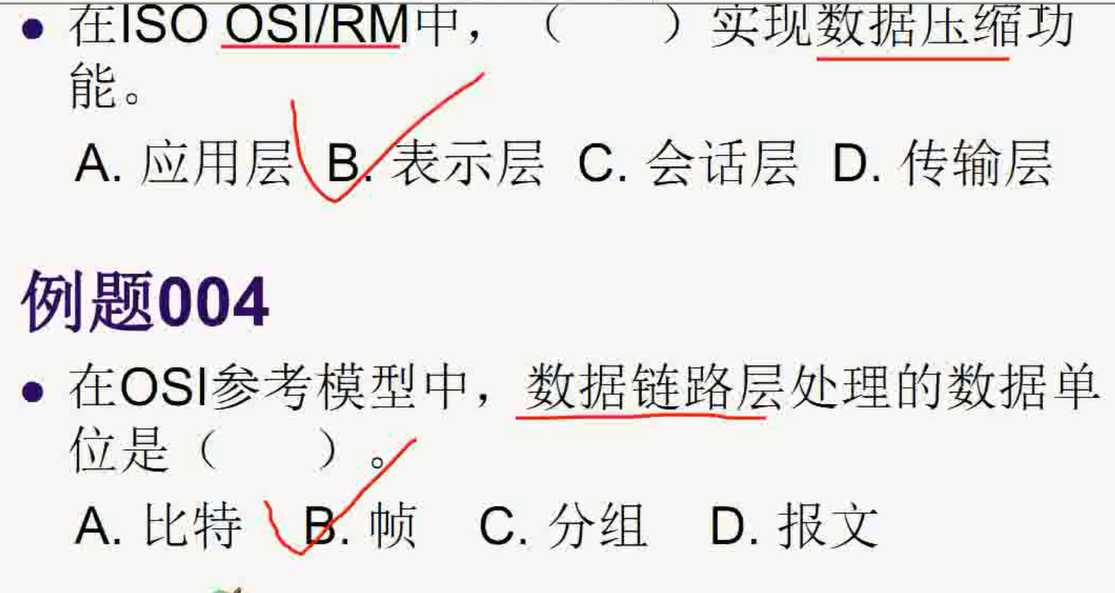 在ISO OSI/RM中，（ ）实现数据压缩功
能。
A. 应用层 B. 表示层 C. 会话层 D. 传输层
例题004
在OSI参考模型中，数据链路层处理的数据单
位是（ ）。
A. 比特 B. 帧 C. 分组 D. 报文